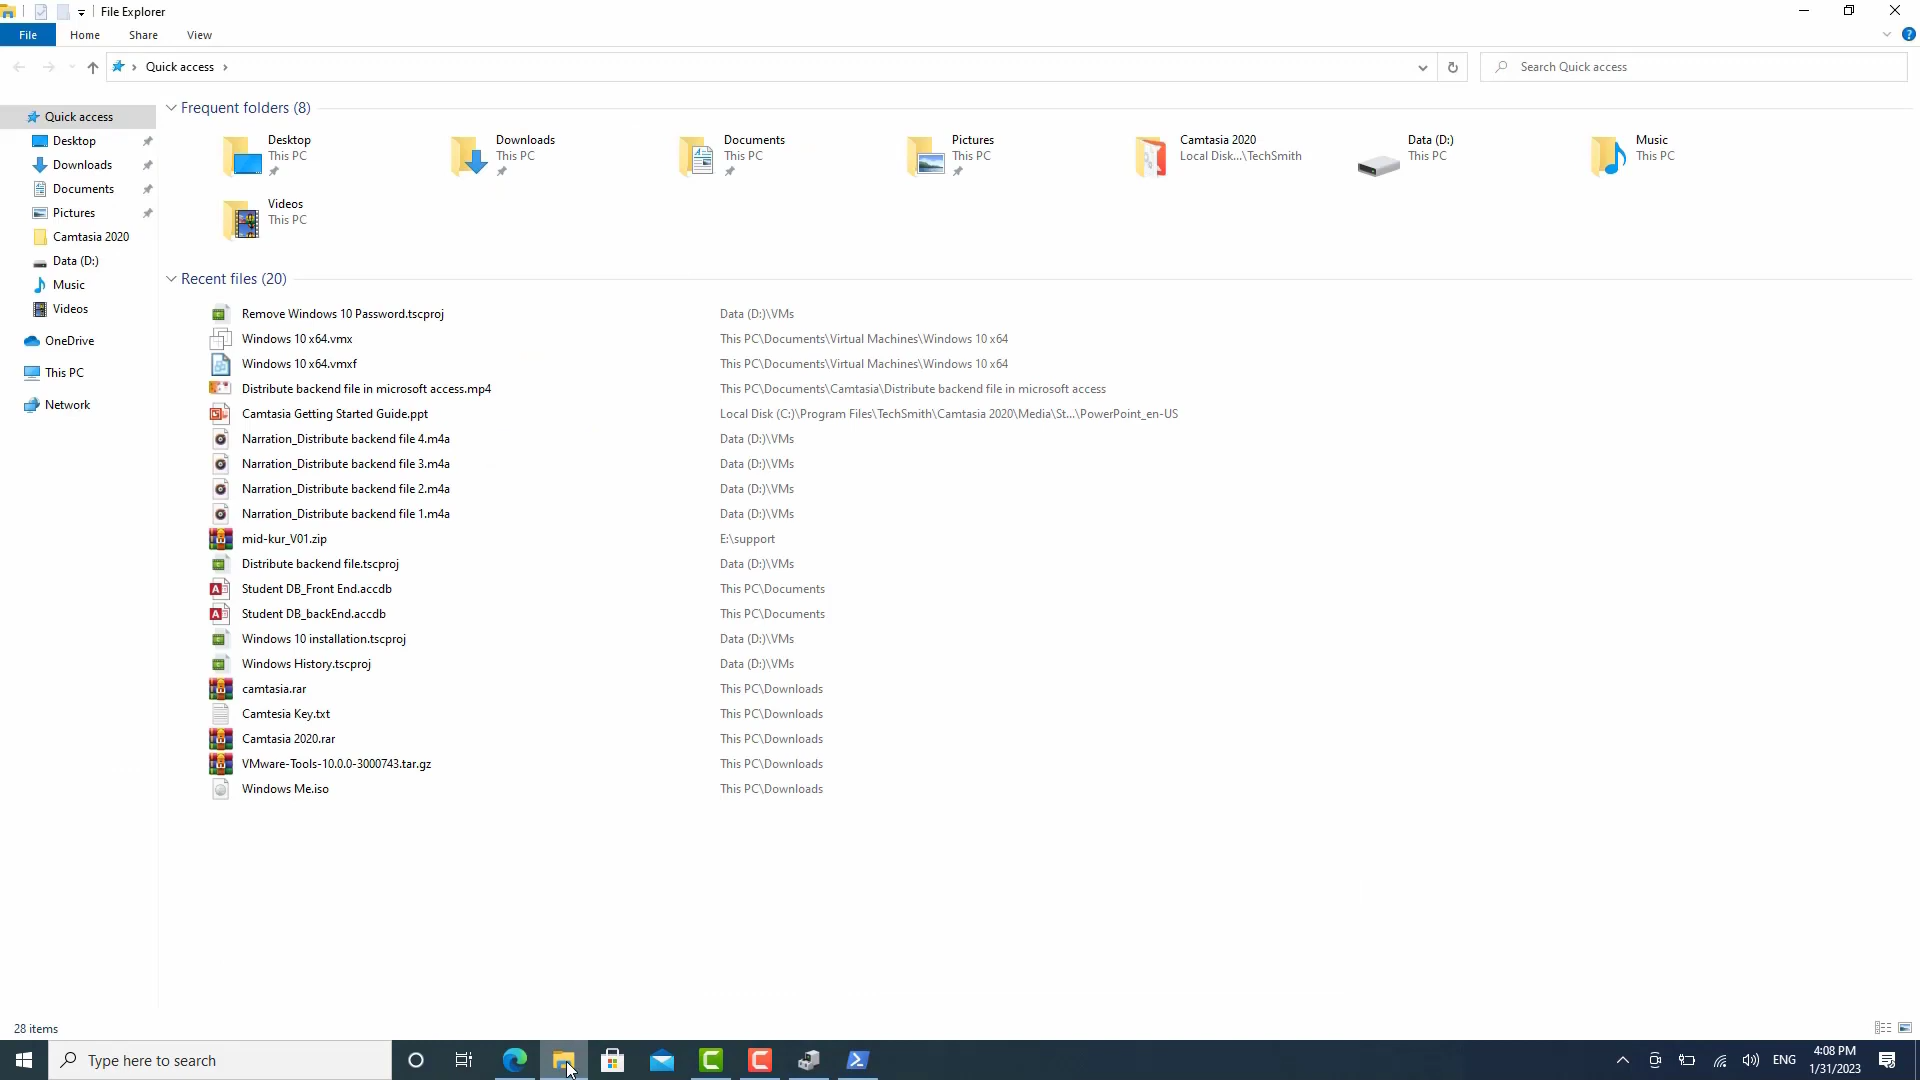 File Explorer
File Home Share View
Quick access
Search Quick access
Quick access
Desktop
Downloads
Documents
Pictures
Camtasia 2020
Data (D:)
Music
Videos
OneDrive
This PC
Network
Frequent folders (8)
Desktop
This PC
Downloads
This PC
Documents
This PC
Pictures
This PC
Camtasia 2020
Local Disk...\TechSmith
Data (D:)
This PC
Music
This PC
Videos
This PC
Recent files (20)
Remove Windows 10 Password.tscproj Data (D:)\VMs
Windows 10 x64.vmx This PC\Documents\Virtual Machines\Windows 10 x64
Windows 10 x64.vmxf This PC\Documents\Virtual Machines\Windows 10 x64
Distribute backend file in microsoft access.mp4 This PC\Documents\Camtasia\Distribute backend file in microsoft access
Camtasia Getting Started Guide.ppt Local Disk (C:)\Program Files\TechSmith\Camtasia 2020\Media\St...\PowerPoint_en-US
Narration_Distribute backend file 4.m4a Data (D:)\VMs
Narration_Distribute backend file 3.m4a Data (D:)\VMs
Narration_Distribute backend file 2.m4a Data (D:)\VMs
Narration_Distribute backend file 1.m4a Data (D:)\VMs
mid-kur_V01.zip E:\support
Distribute backend file.tscproj Data (D:)\VMs
Student DB_Front End.accdb This PC\Documents
Student DB_backEnd.accdb This PC\Documents
Windows 10 installation.tscproj Data (D:)\VMs
Windows History.tscproj Data (D:)\VMs
camtasia.rar This PC\Downloads
Camtesia Key.txt This PC\Downloads
Camtasia 2020.rar This PC\Downloads
VMware-Tools-10.0.0-3000743.tar.gz This PC\Downloads
Windows Me.iso This PC\Downloads
28 items
Type here to search
ENG
4:08 PM
1/31/2023